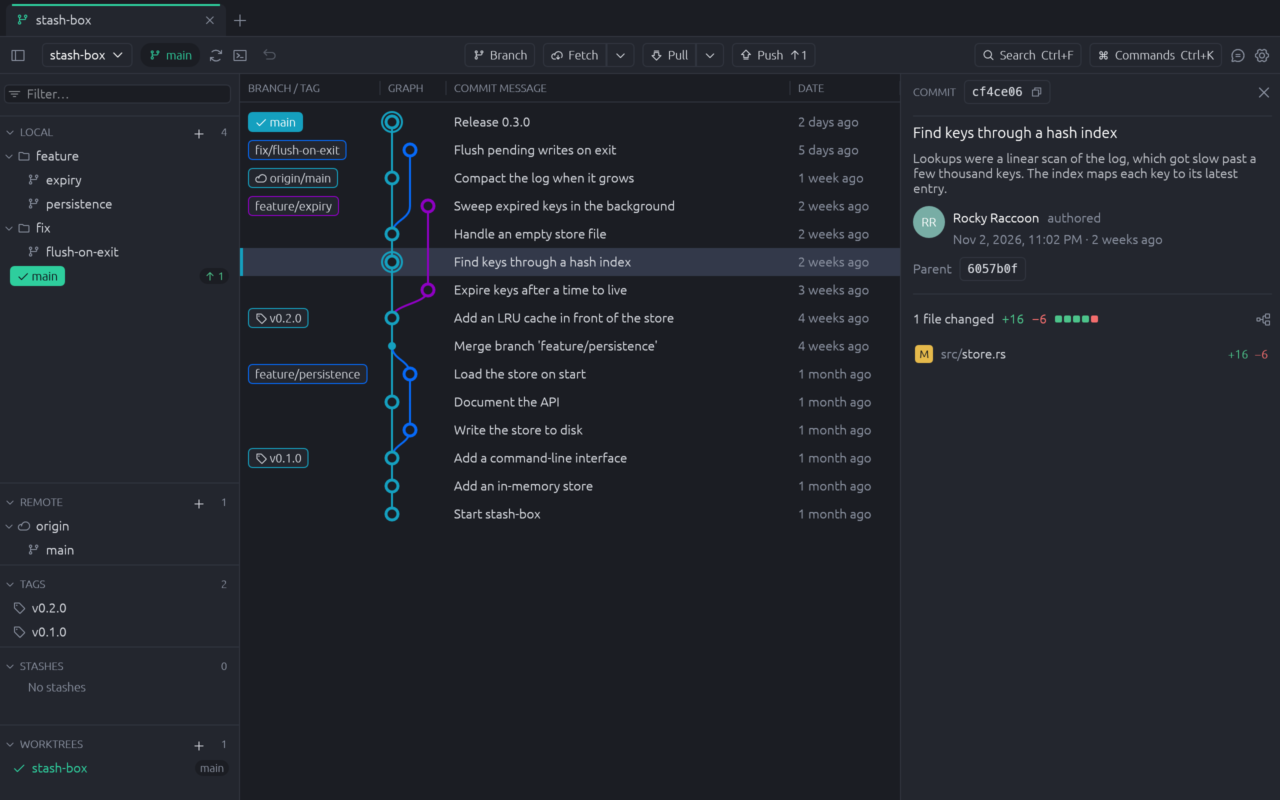 stash-box
stash-box
main
Branch
Fetch
Pull
Push ↑ 1
Search Ctrl+F
⌘ Commands Ctrl+K
Filter...
LOCAL + 4
feature
expiry
persistence
fix
flush-on-exit
main ↑ 1
REMOTE + 1
origin
main
TAGS 2
v0.2.0
v0.1.0
STASHES 0
No stashes
WORKTREES + 1
stash-box main
BRANCH / TAG GRAPH COMMIT MESSAGE DATE
main Release 0.3.0 2 days ago
fix/flush-on-exit Flush pending writes on exit 5 days ago
origin/main Compact the log when it grows 1 week ago
feature/expiry Sweep expired keys in the background 2 weeks ago
Handle an empty store file 2 weeks ago
Find keys through a hash index 2 weeks ago
Expire keys after a time to live 3 weeks ago
v0.2.0 Add an LRU cache in front of the store 4 weeks ago
Merge branch 'feature/persistence' 4 weeks ago
feature/persistence Load the store on start 1 month ago
Document the API 1 month ago
Write the store to disk 1 month ago
v0.1.0 Add a command-line interface 1 month ago
Add an in-memory store 1 month ago
Start stash-box 1 month ago
COMMIT cf4ce06
Find keys through a hash index
Lookups were a linear scan of the log, which got slow past a
few thousand keys. The index maps each key to its latest
entry.
RR
Rocky Raccoon authored
Nov 2, 2026, 11:02 PM · 2 weeks ago
Parent 6057b0f
1 file changed +16 −6
M src/store.rs +16 −6